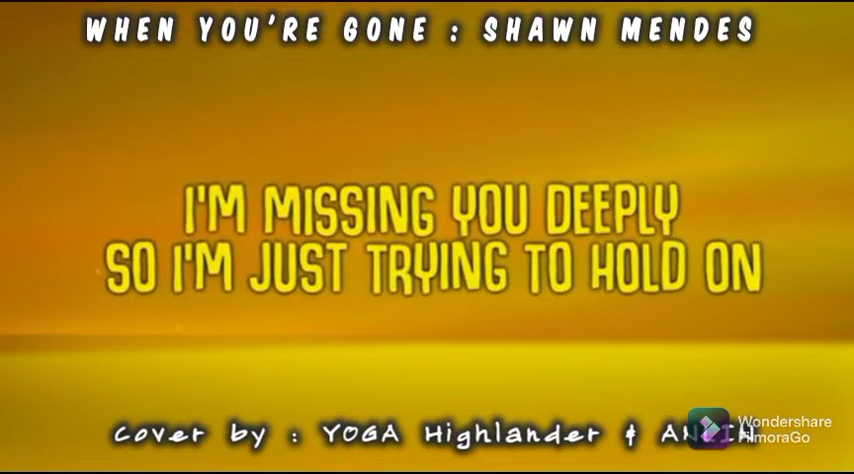 WHEN YOU'RE GONE : SHAWN MENDES
I'M MISSING YOU DEEPLY
SO I'M JUST TRYING TO HOLD ON
Cover by : YOGA Highlander &
Wondershare
FilmoraGo